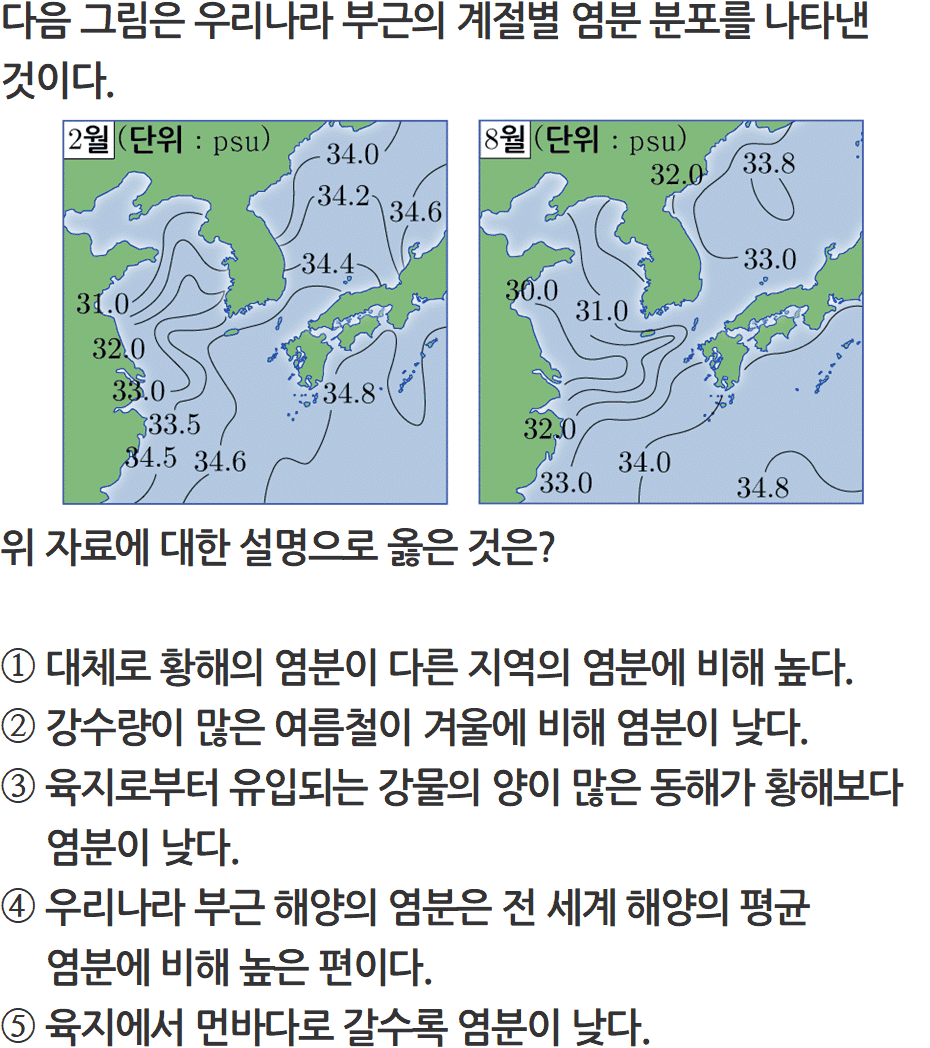 다음 그림은 우리나라 부근의 계절별 염분 분포를 나타낸
것이다.
2월 (단위 : psu)
34.0
34.2
34.6
34.4
31.0
32.0
33.0
34.8
33.5
34.5
34.6
8월 (단위 : psu)
33.8
32.0
33.0
30.0
31.0
32.0
34.0
33.0
34.8
위 자료에 대한 설명으로 옳은 것은?
① 대체로 황해의 염분이 다른 지역의 염분에 비해 높다.
② 강수량이 많은 여름철이 겨울에 비해 염분이 낮다.
③ 육지로부터 유입되는 강물의 양이 많은 동해가 황해보다
염분이 낮다.
④ 우리나라 부근 해양의 염분은 전 세계 해양의 평균
염분에 비해 높은 편이다.
⑤ 육지에서 먼바다로 갈수록 염분이 낮다.